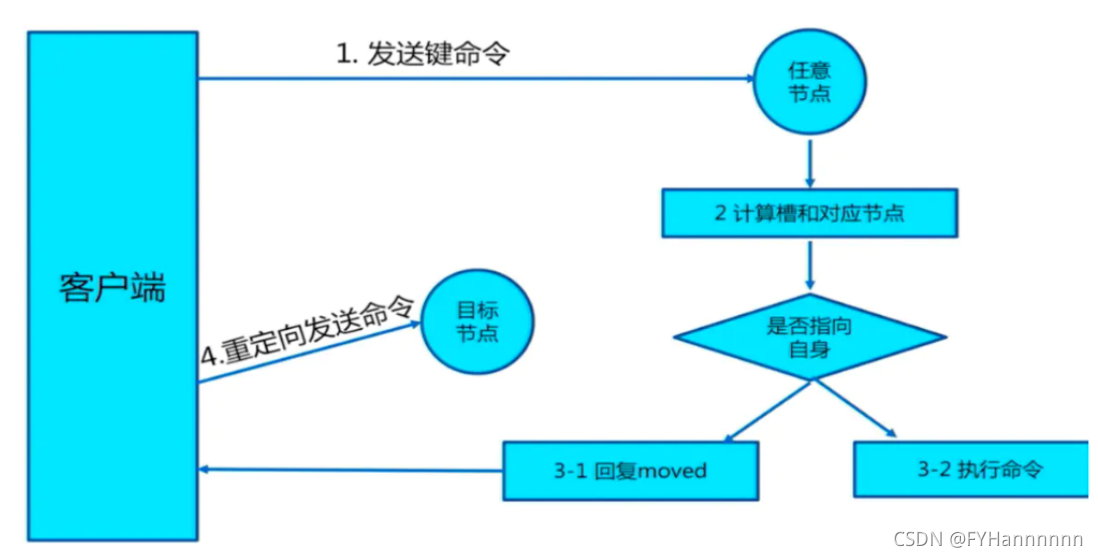 1. 发送键命令
任意
节点
2 计算槽和对应节点
客户端
4.重定向发送命令
目标
节点
是否指向
自身
3-1 回复moved
3-2 执行命令
CSDN @FYHannnnnn